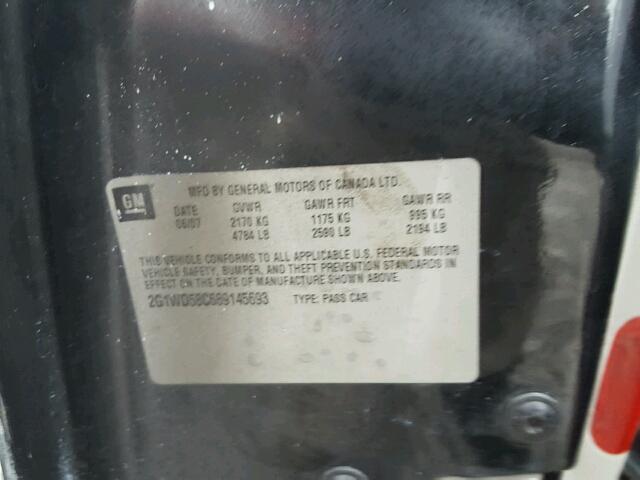 GM
MFD BY GENERAL MOTORS OF CANADA LTD.
DATE GVWR GAWR FRT GAWR RR
06/07 2170 KG 1175 KG 995 KG
4784 LB 2590 LB 2194 LB
THIS VEHICLE CONFORMS TO ALL APPLICABLE U.S. FEDERAL MOTOR
VEHICLE SAFETY, BUMPER, AND THEFT PREVENTION STANDARDS IN
EFFECT ON THE DATE OF MANUFACTURE SHOWN ABOVE.
2G1WD58C689145693 TYPE: PASS CAR